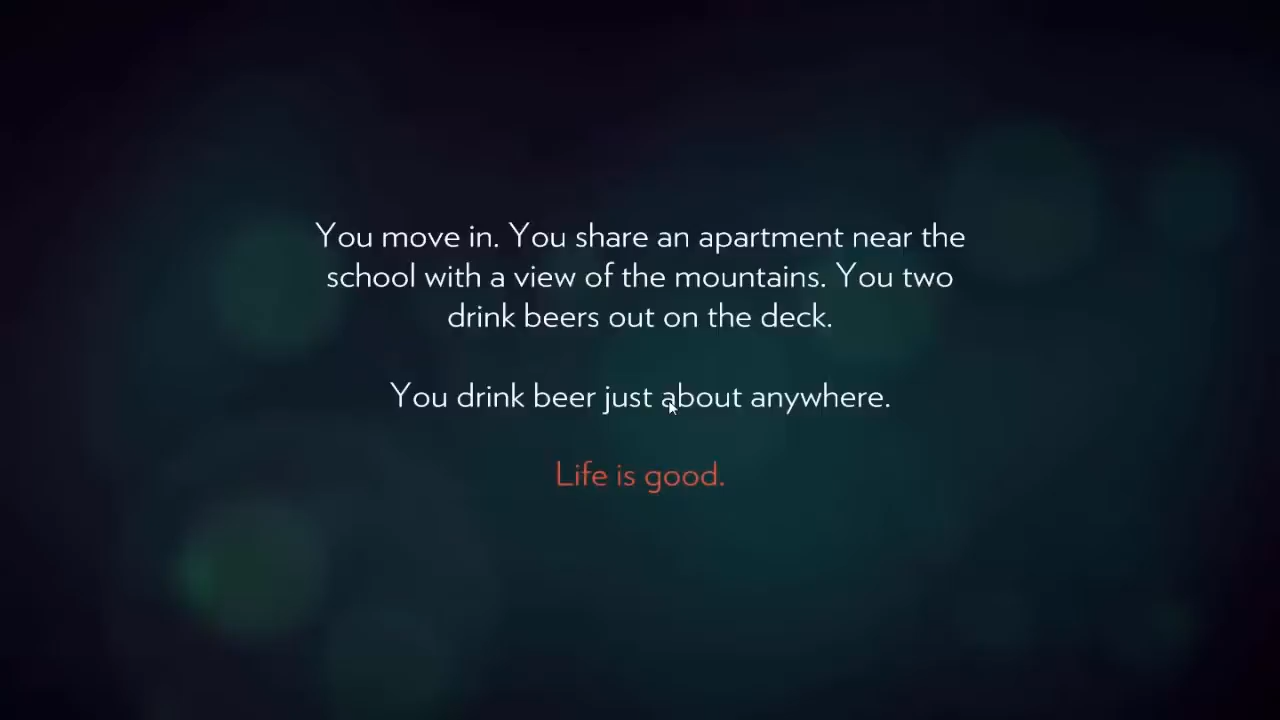 You move in. You share an apartment near the
school with a view of the mountains. You two
drink beers out on the deck.
You drink beer just about anywhere.
Life is good.